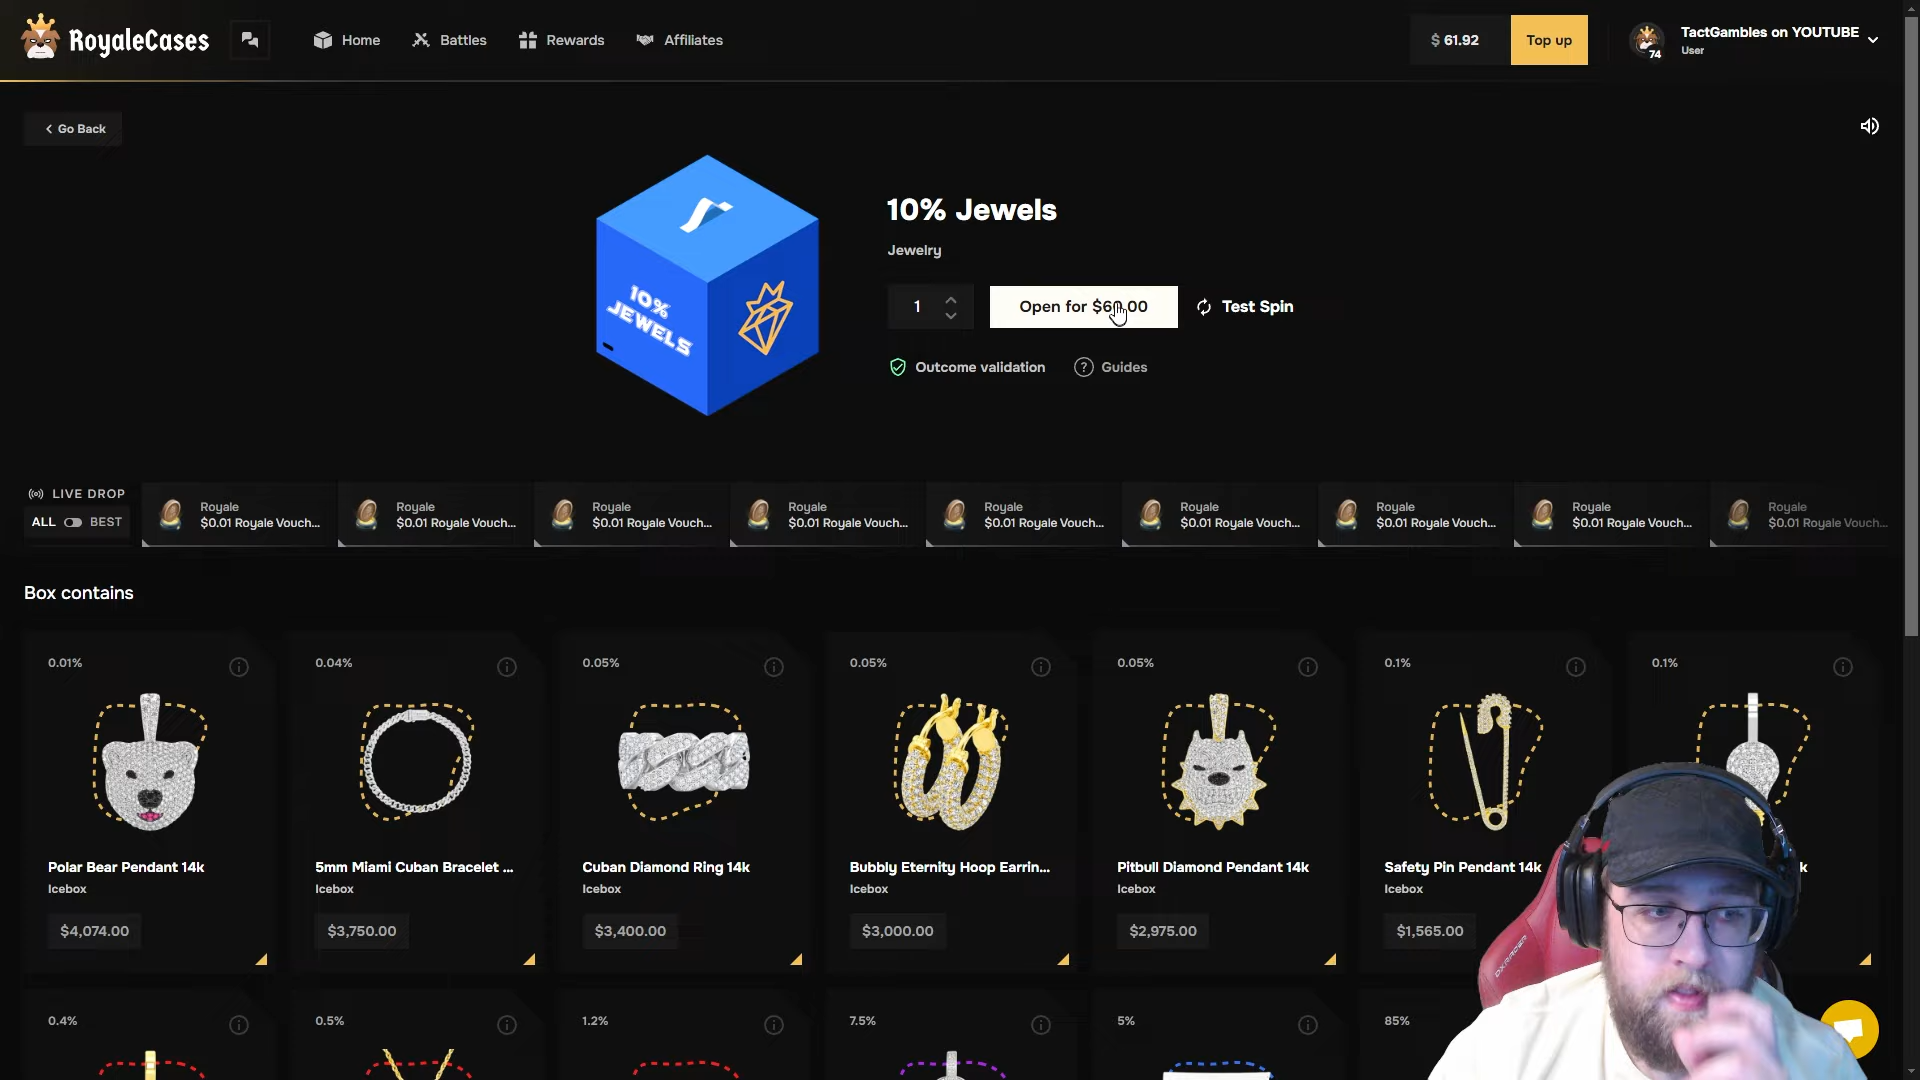 RoyaleCases
Home
Battles
Rewards
Affiliates
$ 61.92
Top up
74
TactGambles on YOUTUBE
User
Go Back
10% JEWELS
10% Jewels
Jewelry
1
Open for $60.00
Test Spin
Outcome validation
Guides
LIVE DROP
ALL BEST
Royale
$0.01 Royale Vouch...
Royale
$0.01 Royale Vouch...
Royale
$0.01 Royale Vouch...
Royale
$0.01 Royale Vouch...
Royale
$0.01 Royale Vouch...
Royale
$0.01 Royale Vouch...
Royale
$0.01 Royale Vouch...
Royale
$0.01 Royale Vouch...
Royale
$0.01 Royale Vouch...
Box contains
0.01%
Polar Bear Pendant 14k
Icebox
$4,074.00
0.04%
5mm Miami Cuban Bracelet ...
Icebox
$3,750.00
0.05%
Cuban Diamond Ring 14k
Icebox
$3,400.00
0.05%
Bubbly Eternity Hoop Earrin...
Icebox
$3,000.00
0.05%
Pitbull Diamond Pendant 14k
Icebox
$2,975.00
0.1%
Safety Pin Pendant 14k
Icebox
$1,565.00
0.1%
0.4%
0.5%
1.2%
7.5%
5%
85%
DXRACER